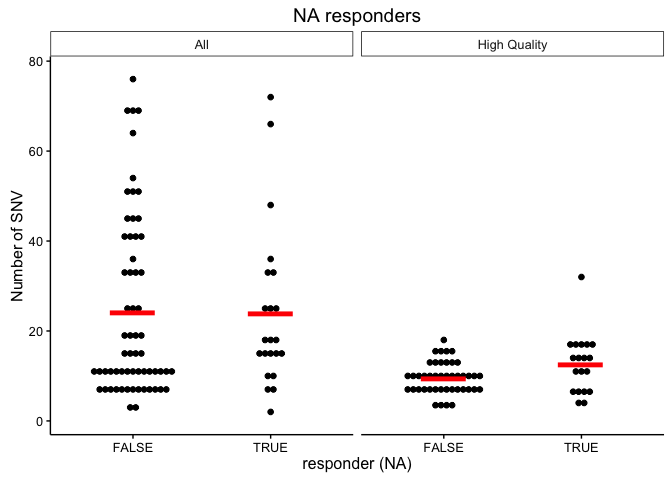 NA responders
All
High Quality
Number of SNV
80
60
40
20
0
FALSE
TRUE
FALSE
TRUE
responder (NA)